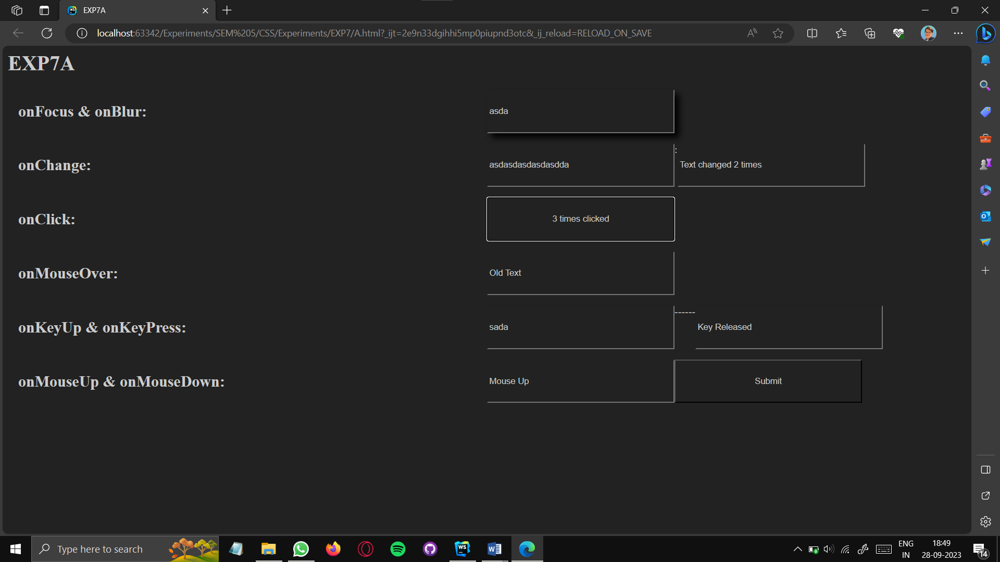 EXP7A
localhost:63342/Experiments/SEM%205/CSS/Experiments/EXP7/A.html?_ijt=2e9n33dgihhi5mp0piupnd3otc&_ij_reload=RELOAD_ON_SAVE
EXP7A
onFocus & onBlur:
asda
onChange:
asdasdasdasdasdda
:
Text changed 2 times
onClick:
3 times clicked
onMouseOver:
Old Text
onKeyUp & onKeyPress:
sada
------
Key Released
onMouseUp & onMouseDown:
Mouse Up
Submit
Type here to search
ENG
IN
18:49
28-09-2023
14